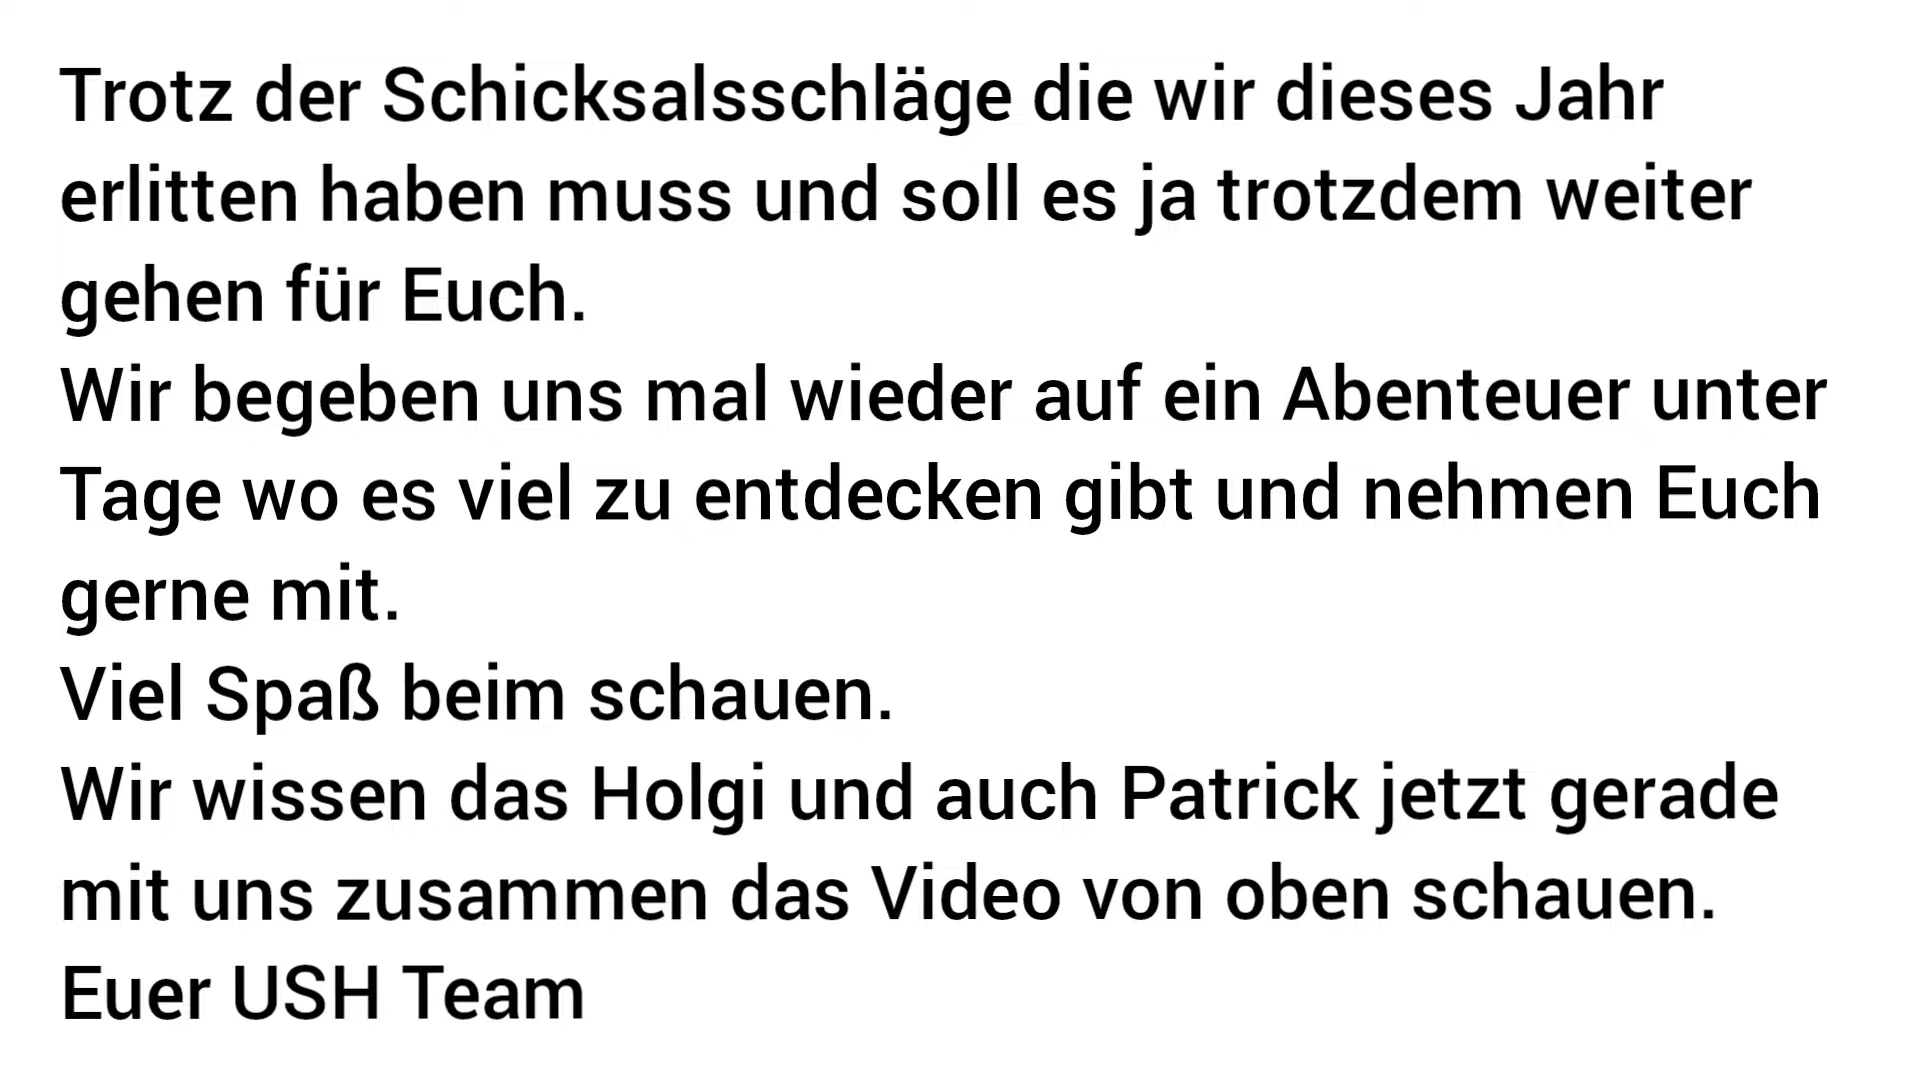 Trotz der Schicksalsschläge die wir dieses Jahr
erlitten haben muss und soll es ja trotzdem weiter
gehen für Euch.
Wir begeben uns mal wieder auf ein Abenteuer unter
Tage wo es viel zu entdecken gibt und nehmen Euch
gerne mit.
Viel Spaß beim schauen.
Wir wissen das Holgi und auch Patrick jetzt gerade
mit uns zusammen das Video von oben schauen.
Euer USH Team